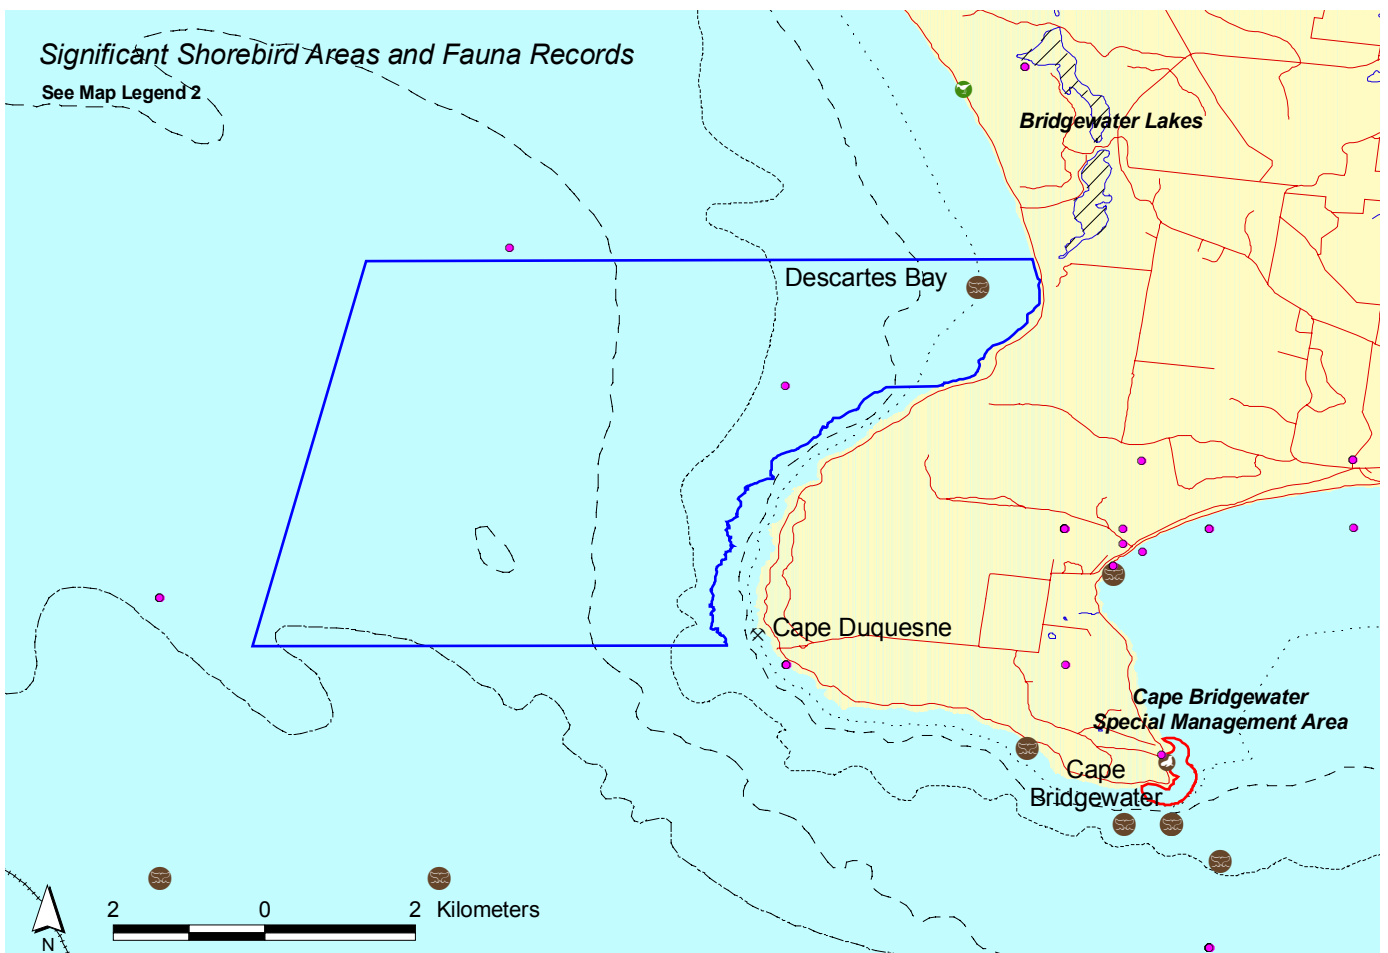 Significant Shorebird Areas and Fauna Records
See Map Legend 2
Bridgewater Lakes
Descartes Bay
Cape Duquesne
Cape Bridgewater
Special Management Area
Cape
Bridgewater
2 0 2 Kilometers
N